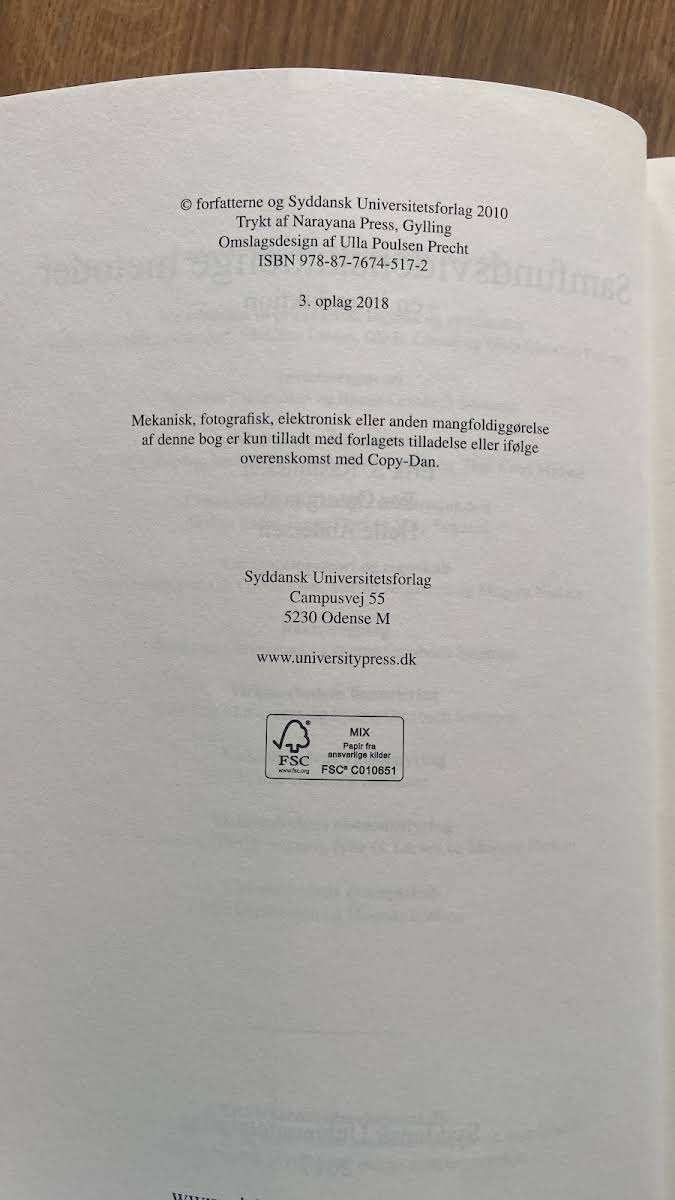 © forfatterne og Syddansk Universitetsforlag 2010
Trykt af Narayana Press, Gylling
Omslagsdesign af Ulla Poulsen Precht
ISBN 978-87-7674-517-2
3. oplag 2018
Mekanisk, fotografisk, elektronisk eller anden mangfoldiggørelse
af denne bog er kun tilladt med forlagets tilladelse eller ifølge
overenskomst med Copy-Dan.
Syddansk Universitetsforlag
Campusvej 55
5230 Odense M
www.universitypress.dk
FSC®
www.fsc.org
MIX
Papir fra
ansvarlige kilder
FSC® C010651